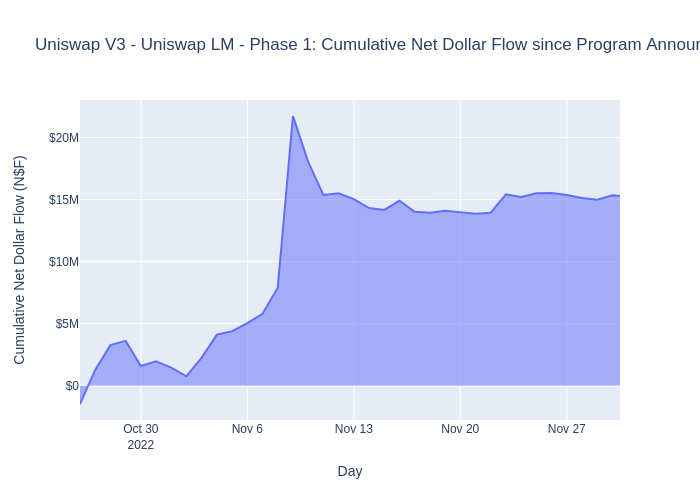 Uniswap V3 - Uniswap LM - Phase 1: Cumulative Net Dollar Flow since Program
Cumulative Net Dollar Flow (N$F)
$20M
$15M
$10M
$5M
$0
Oct 30
2022
Nov 6
Nov 13
Nov 20
Nov 27
Day